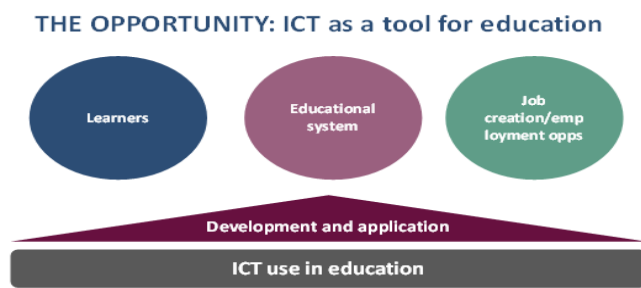 THE OPPORTUNITY: ICT as a tool for education
Learners
Educational
system
Job
creation/emp
loyment opps
Development and application
ICT use in education